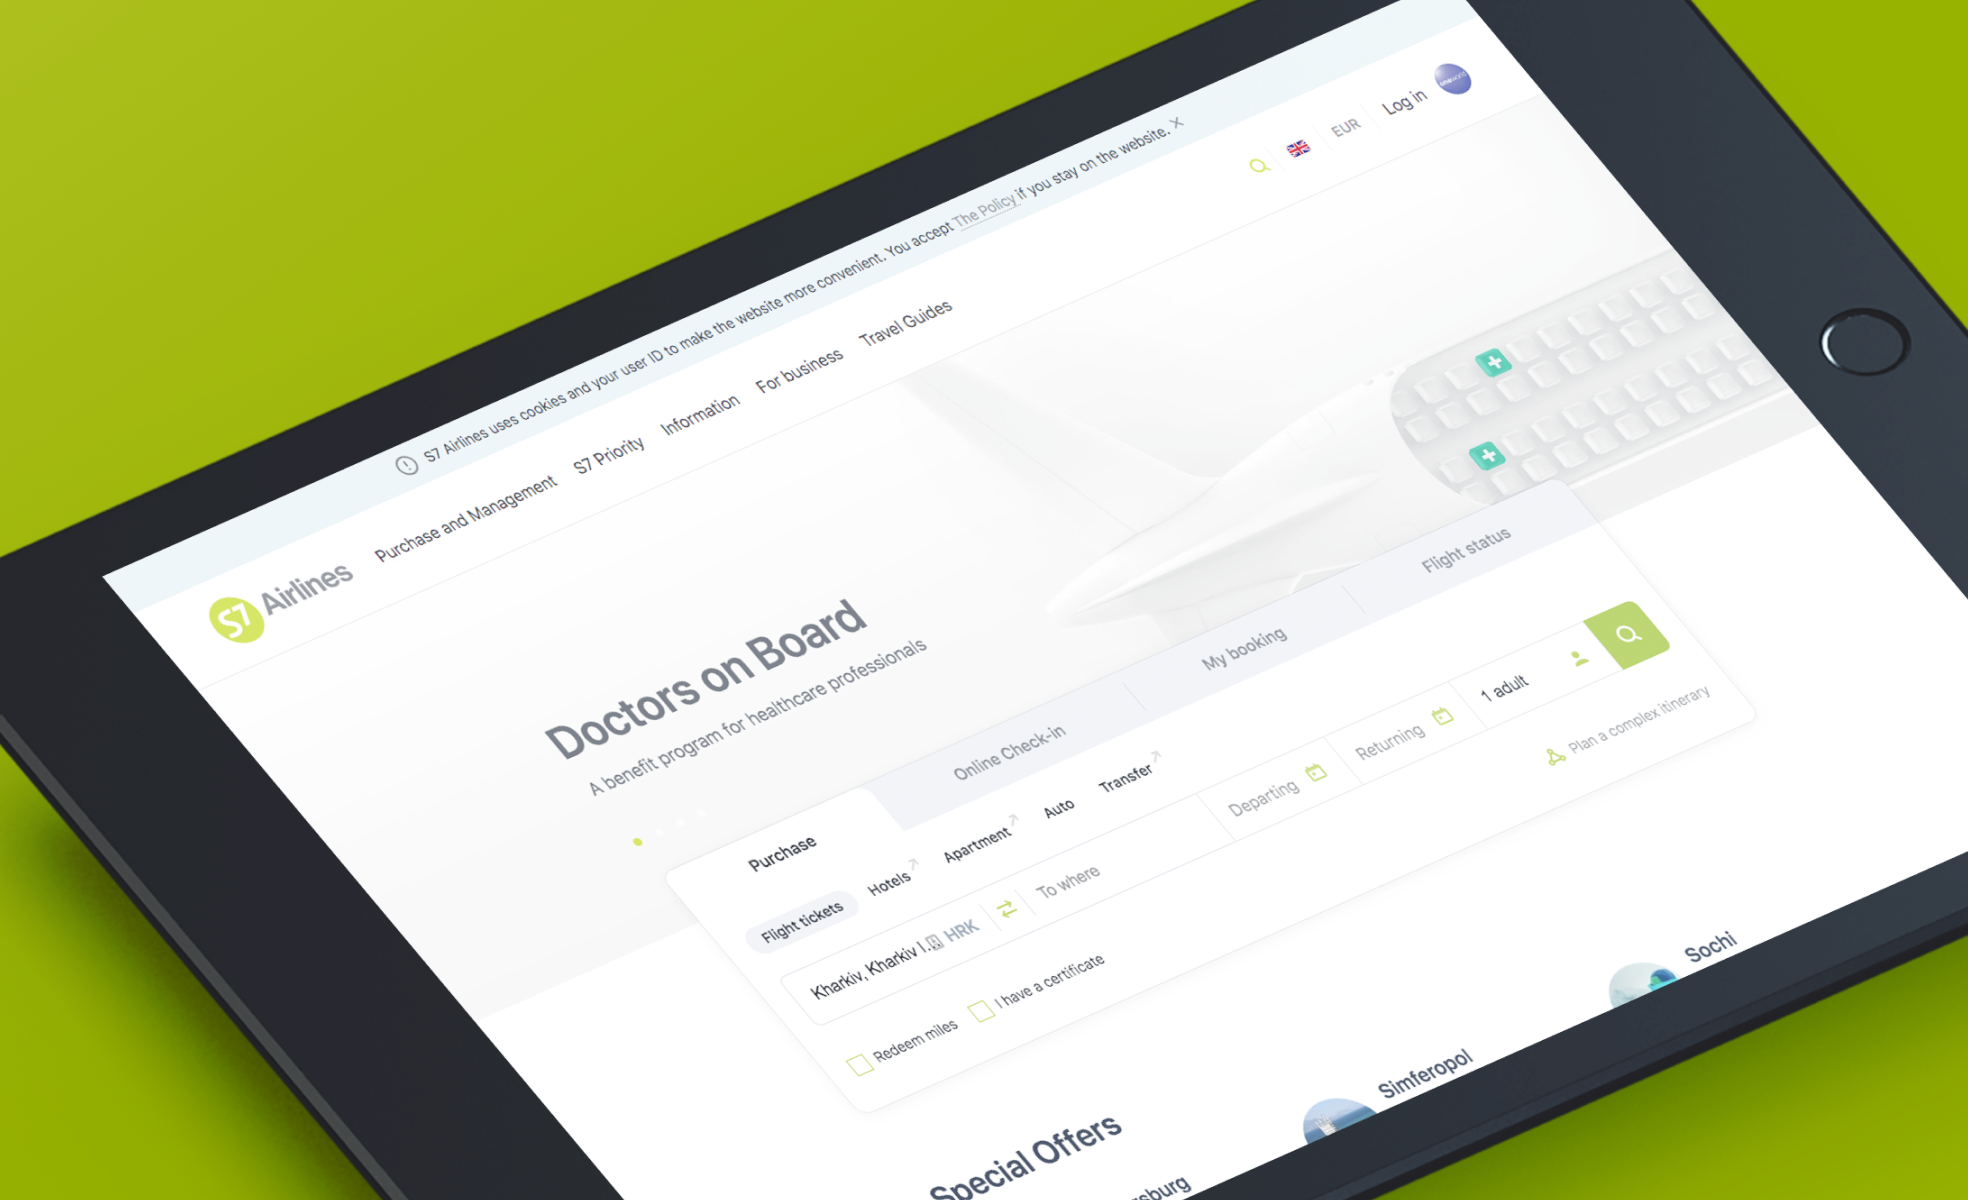 S7 Airlines uses cookies and your user ID to make the website more convenient. You accept The Policy if you stay on the website.
S7 Airlines
Purchase and Management
S7 Priority
Information
For business
Travel Guides
EUR
Log in
Doctors on Board
A benefit program for healthcare professionals
Purchase
Online Check-in
My booking
Flight status
Flight tickets
Hotels
Apartment
Auto
Transfer
Kharkiv, Kharkiv I... HRK
To where
Departing
Returning
1 adult
Redeem miles
I have a certificate
Plan a complex itinerary
Special Offers
Simferopol
Sochi